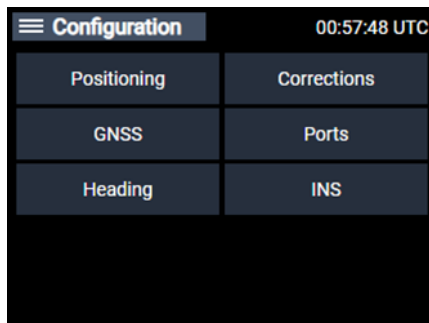 Configuration 00:57:48 UTC
Positioning Corrections
GNSS Ports
Heading INS